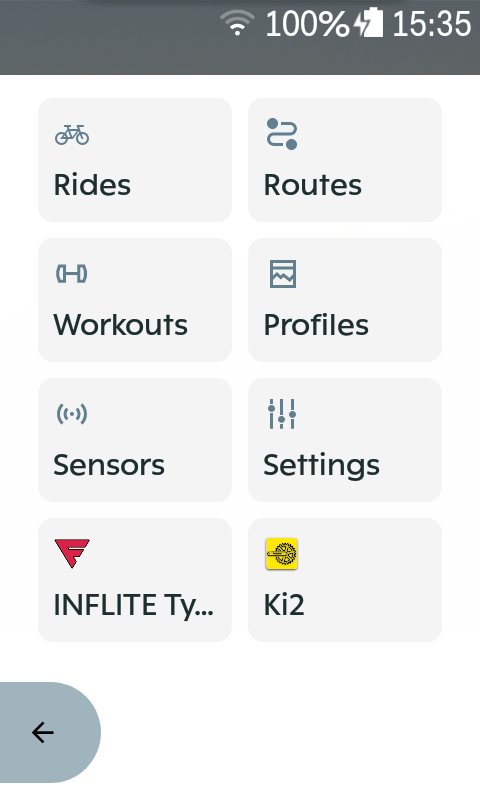 100% 15:35
Rides
Routes
Workouts
Profiles
Sensors
Settings
INFLITE Ty...
Ki2